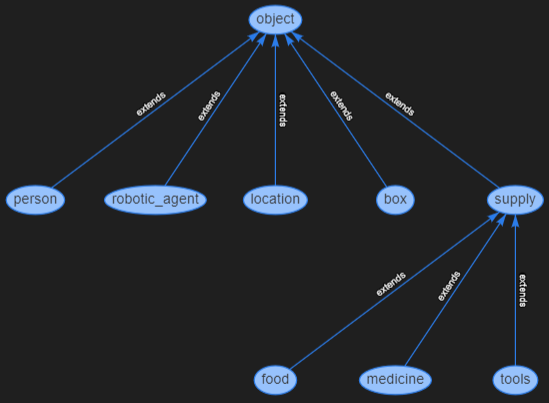 object
extends
extends
extends
extends
extends
person
robotic_agent
location
box
supply
extends
extends
extends
food
medicine
tools